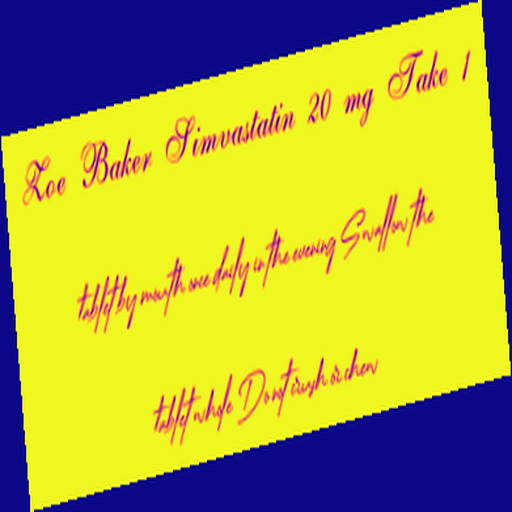 Zoe Baker Simvastatin 20 mg Take 1
tablet by mouth once daily in the evening Swallow the
tablet whole Do not crush or chew